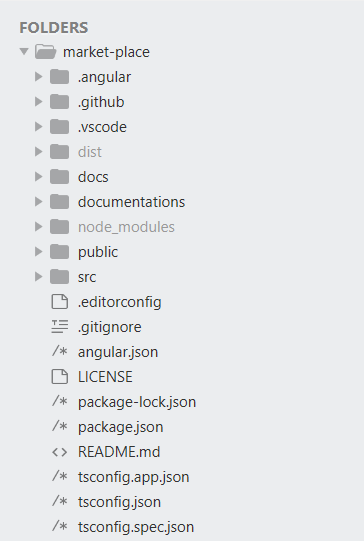 FOLDERS
market-place
.angular
.github
.vscode
dist
docs
documentations
node_modules
public
src
.editorconfig
.gitignore
angular.json
LICENSE
package-lock.json
package.json
README.md
tsconfig.app.json
tsconfig.json
tsconfig.spec.json